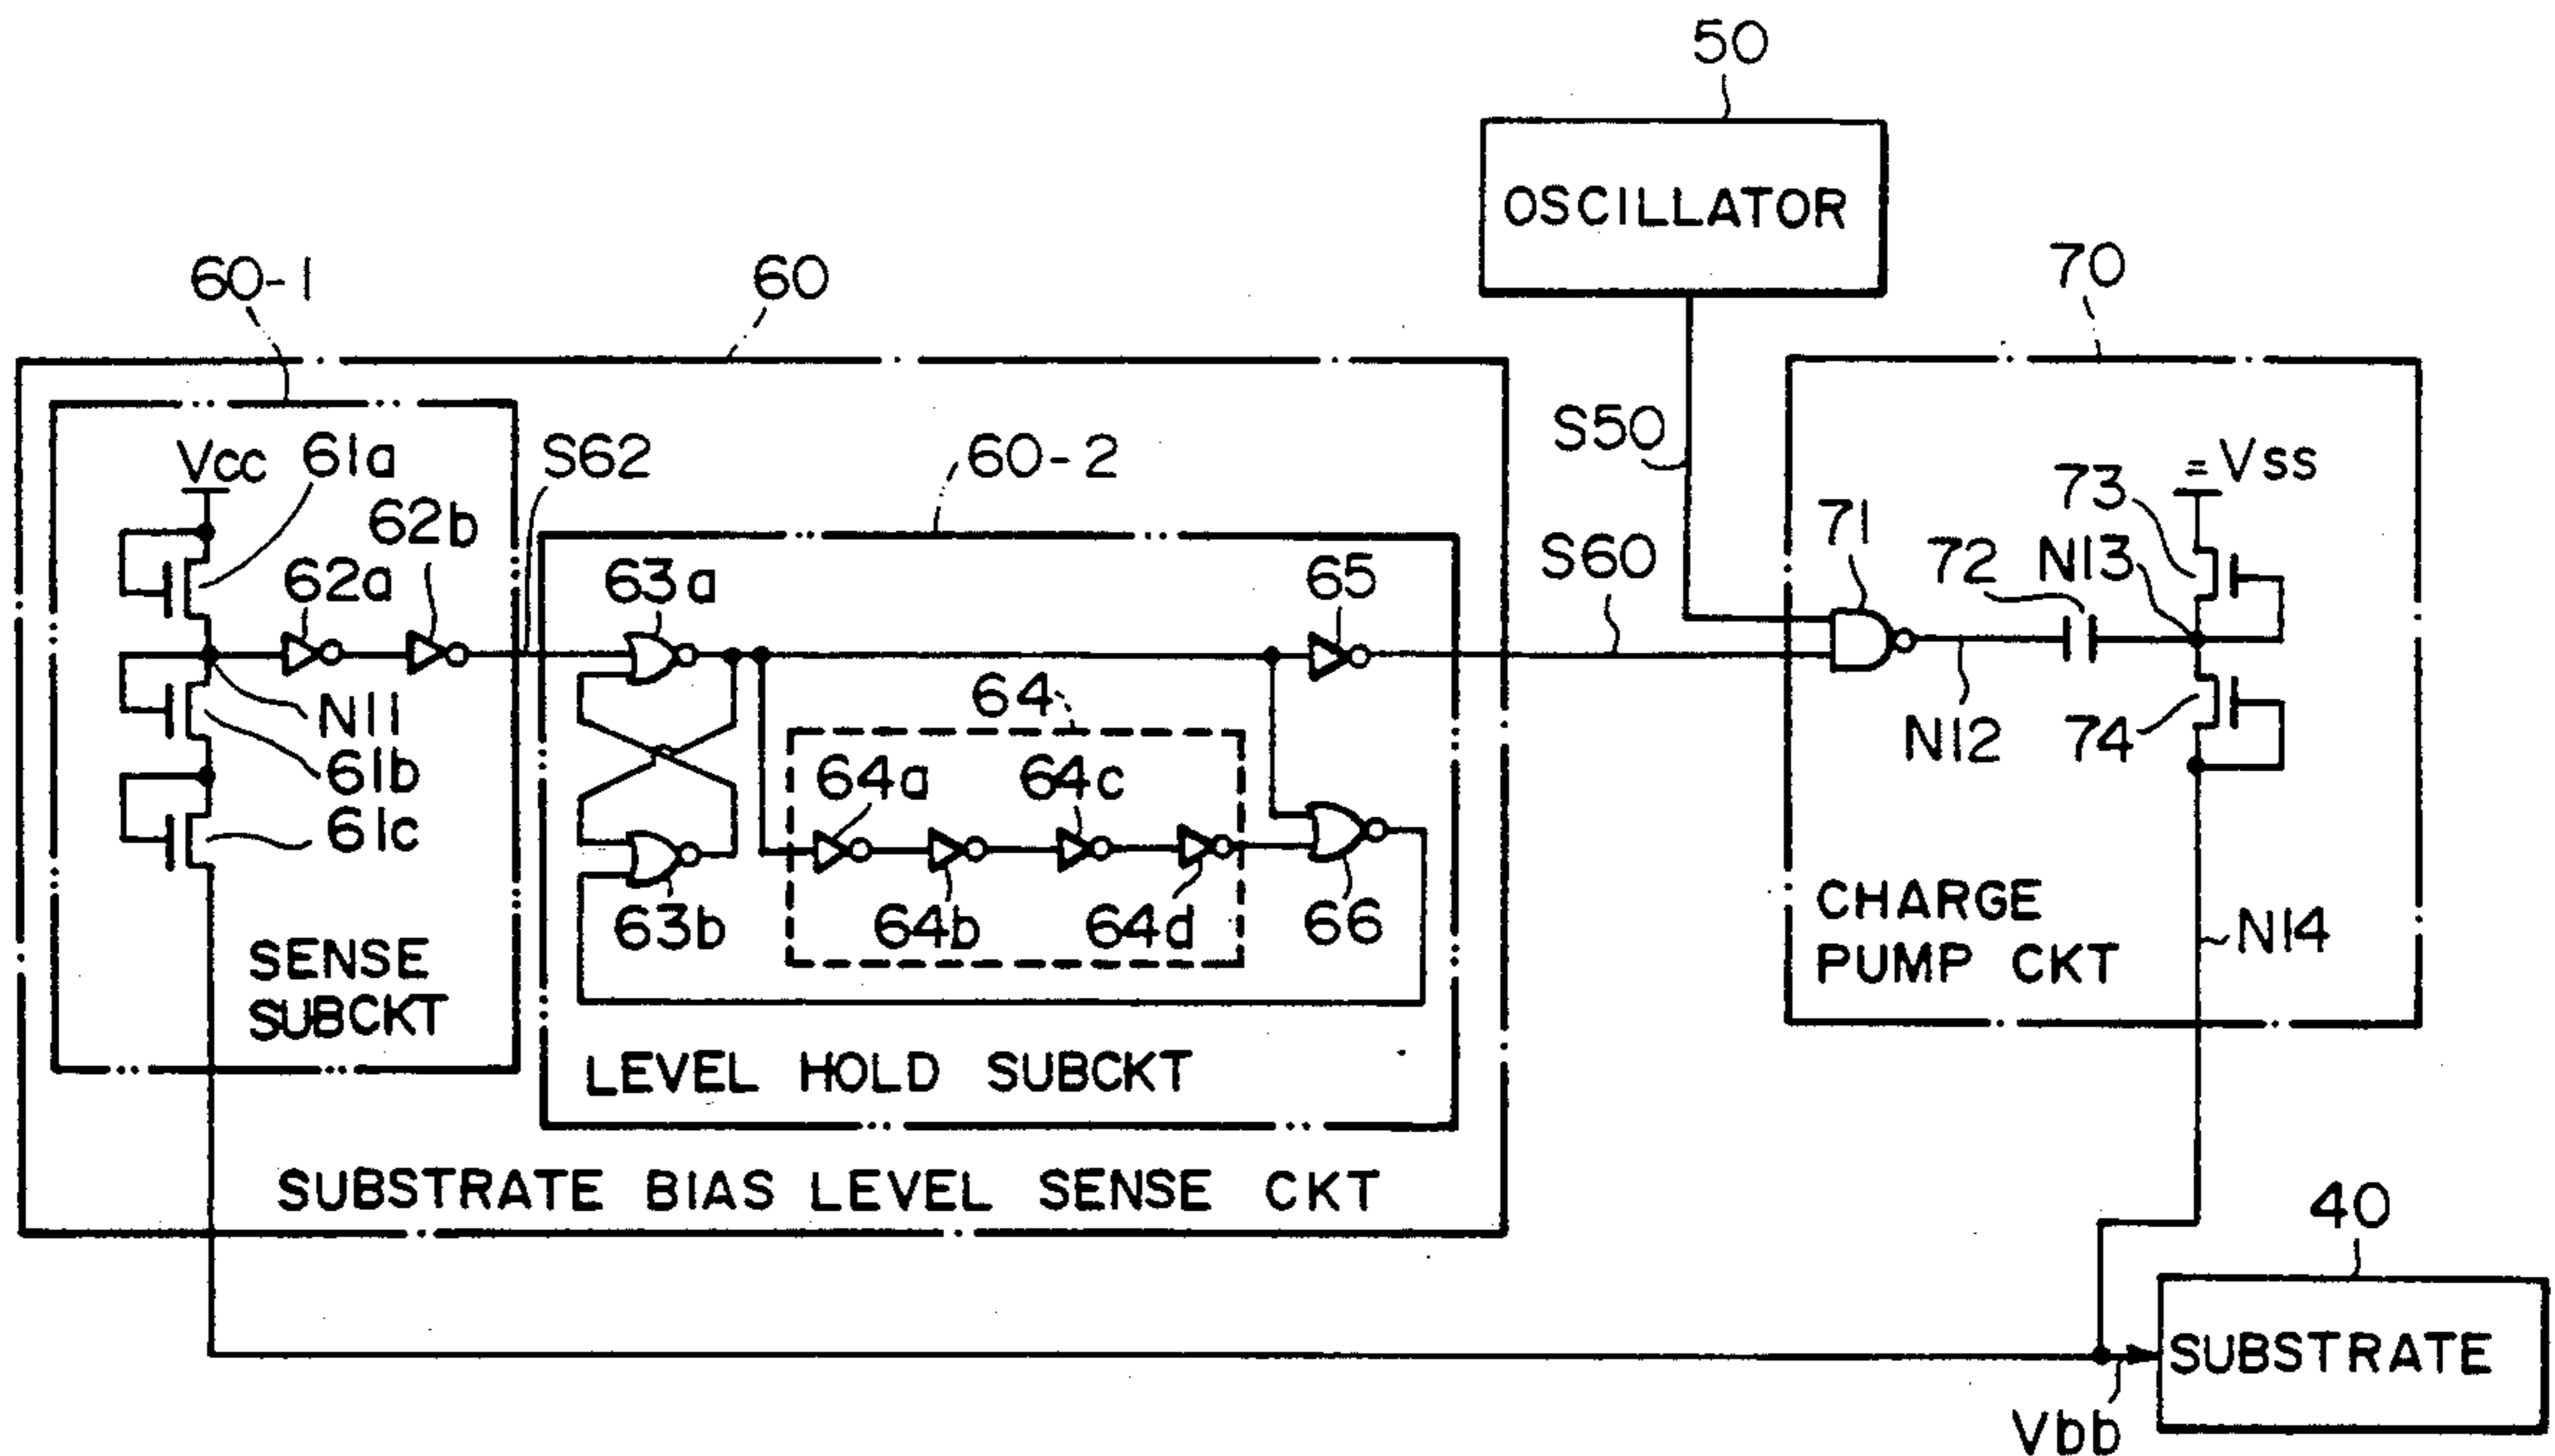 50
OSCILLATOR
60-1
60
70
Vcc
61a
S62
60-2
S50
=Vss
73
62b
71
62a
63a
65
S60
72
N13
N11
64
N12
74
61b
64a
64c
61c
63b
64b
64d
66
CHARGE
PUMP CKT
N14
SENSE
SUBCKT
LEVEL HOLD SUBCKT
SUBSTRATE BIAS LEVEL SENSE CKT
40
SUBSTRATE
Vbb